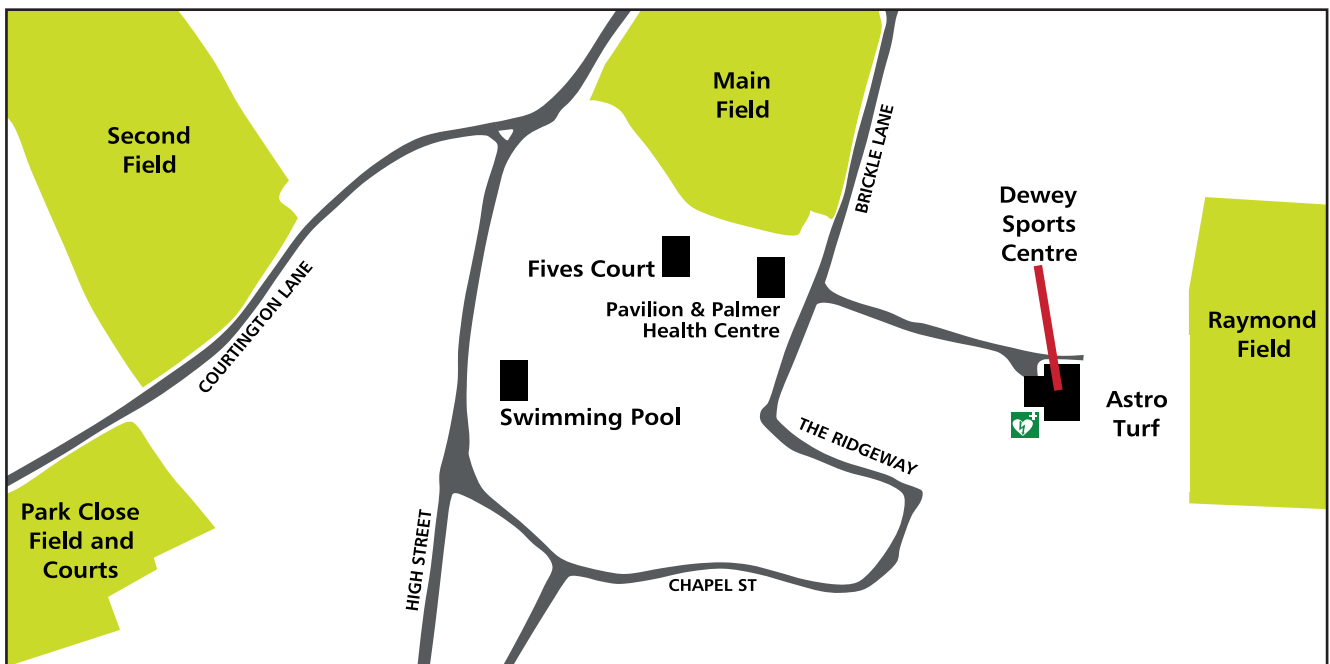 Main
Field
Second
Field
BRICKLE LANE
Dewey
Sports
Centre
Fives Court
Pavilion & Palmer
Health Centre
COURTINGTON LANE
Raymond
Field
Swimming Pool
Astro
Turf
THE RIDGEWAY
Park Close
Field and
Courts
HIGH STREET
CHAPEL ST